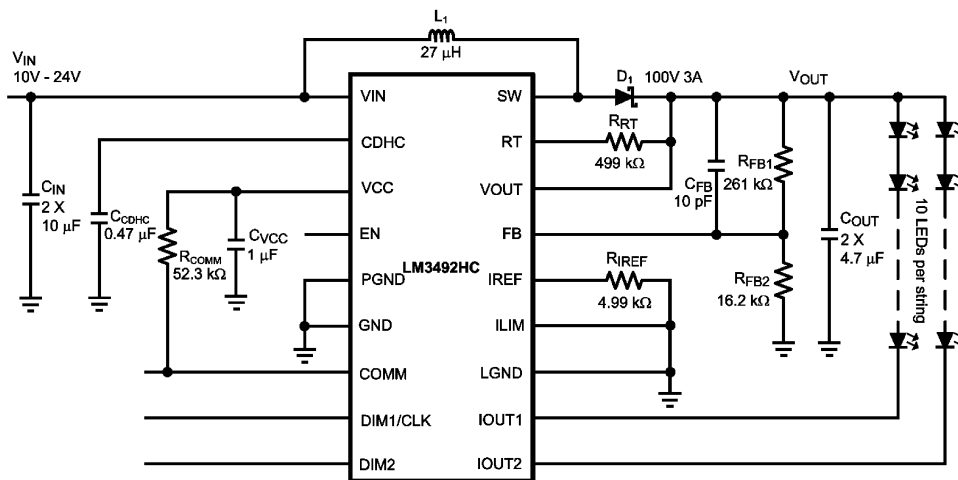 L1
27 µH
VIN
10V - 24V
D1
100V 3A
VOUT
VIN
SW
CDHC
RT
RRT
499 kΩ
VCC
VOUT
CFB
10 pF
RFB1
261 kΩ
CIN
2 X
10 µF
CCDHC
0.47 µF
RCOMM
52.3 kΩ
CVCC
1 µF
EN
FB
COUT
2 X
4.7 µF
10 LEDs per string
LM3492HC
PGND
IREF
RIREF
4.99 kΩ
RFB2
16.2 kΩ
GND
ILIM
COMM
LGND
DIM1/CLK
IOUT1
DIM2
IOUT2